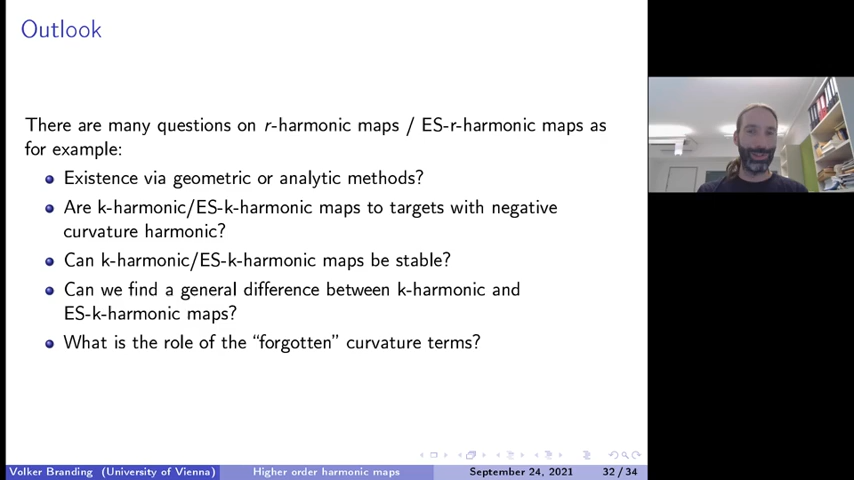 Outlook
There are many questions on r-harmonic maps / ES-r-harmonic maps as
for example:
Existence via geometric or analytic methods?
Are k-harmonic/ES-k-harmonic maps to targets with negative
curvature harmonic?
Can k-harmonic/ES-k-harmonic maps be stable?
Can we find a general difference between k-harmonic and
ES-k-harmonic maps?
What is the role of the “forgotten” curvature terms?
Volker Branding (University of Vienna) Higher order harmonic maps September 24, 2021 32 / 34